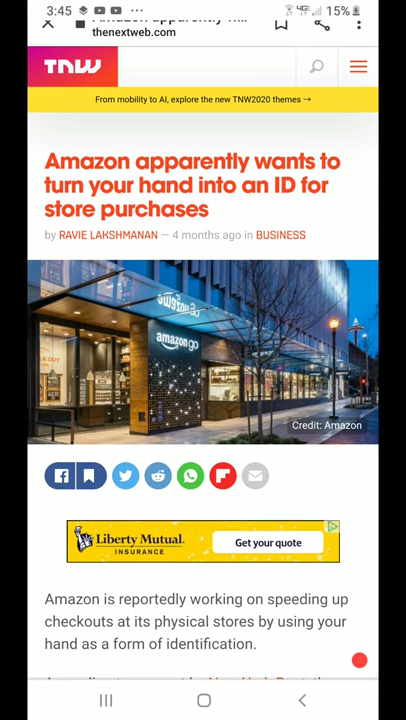 3:45 15%
thenextweb.com
TNW
From mobility to AI, explore the new TNW2020 themes →
Amazon apparently wants to
turn your hand into an ID for
store purchases
by RAVIE LAKSHMANAN — 4 months ago in BUSINESS
amazon go
Credit: Amazon
Liberty Mutual.
INSURANCE
Get your quote
Amazon is reportedly working on speeding up
checkouts at its physical stores by using your
hand as a form of identification.